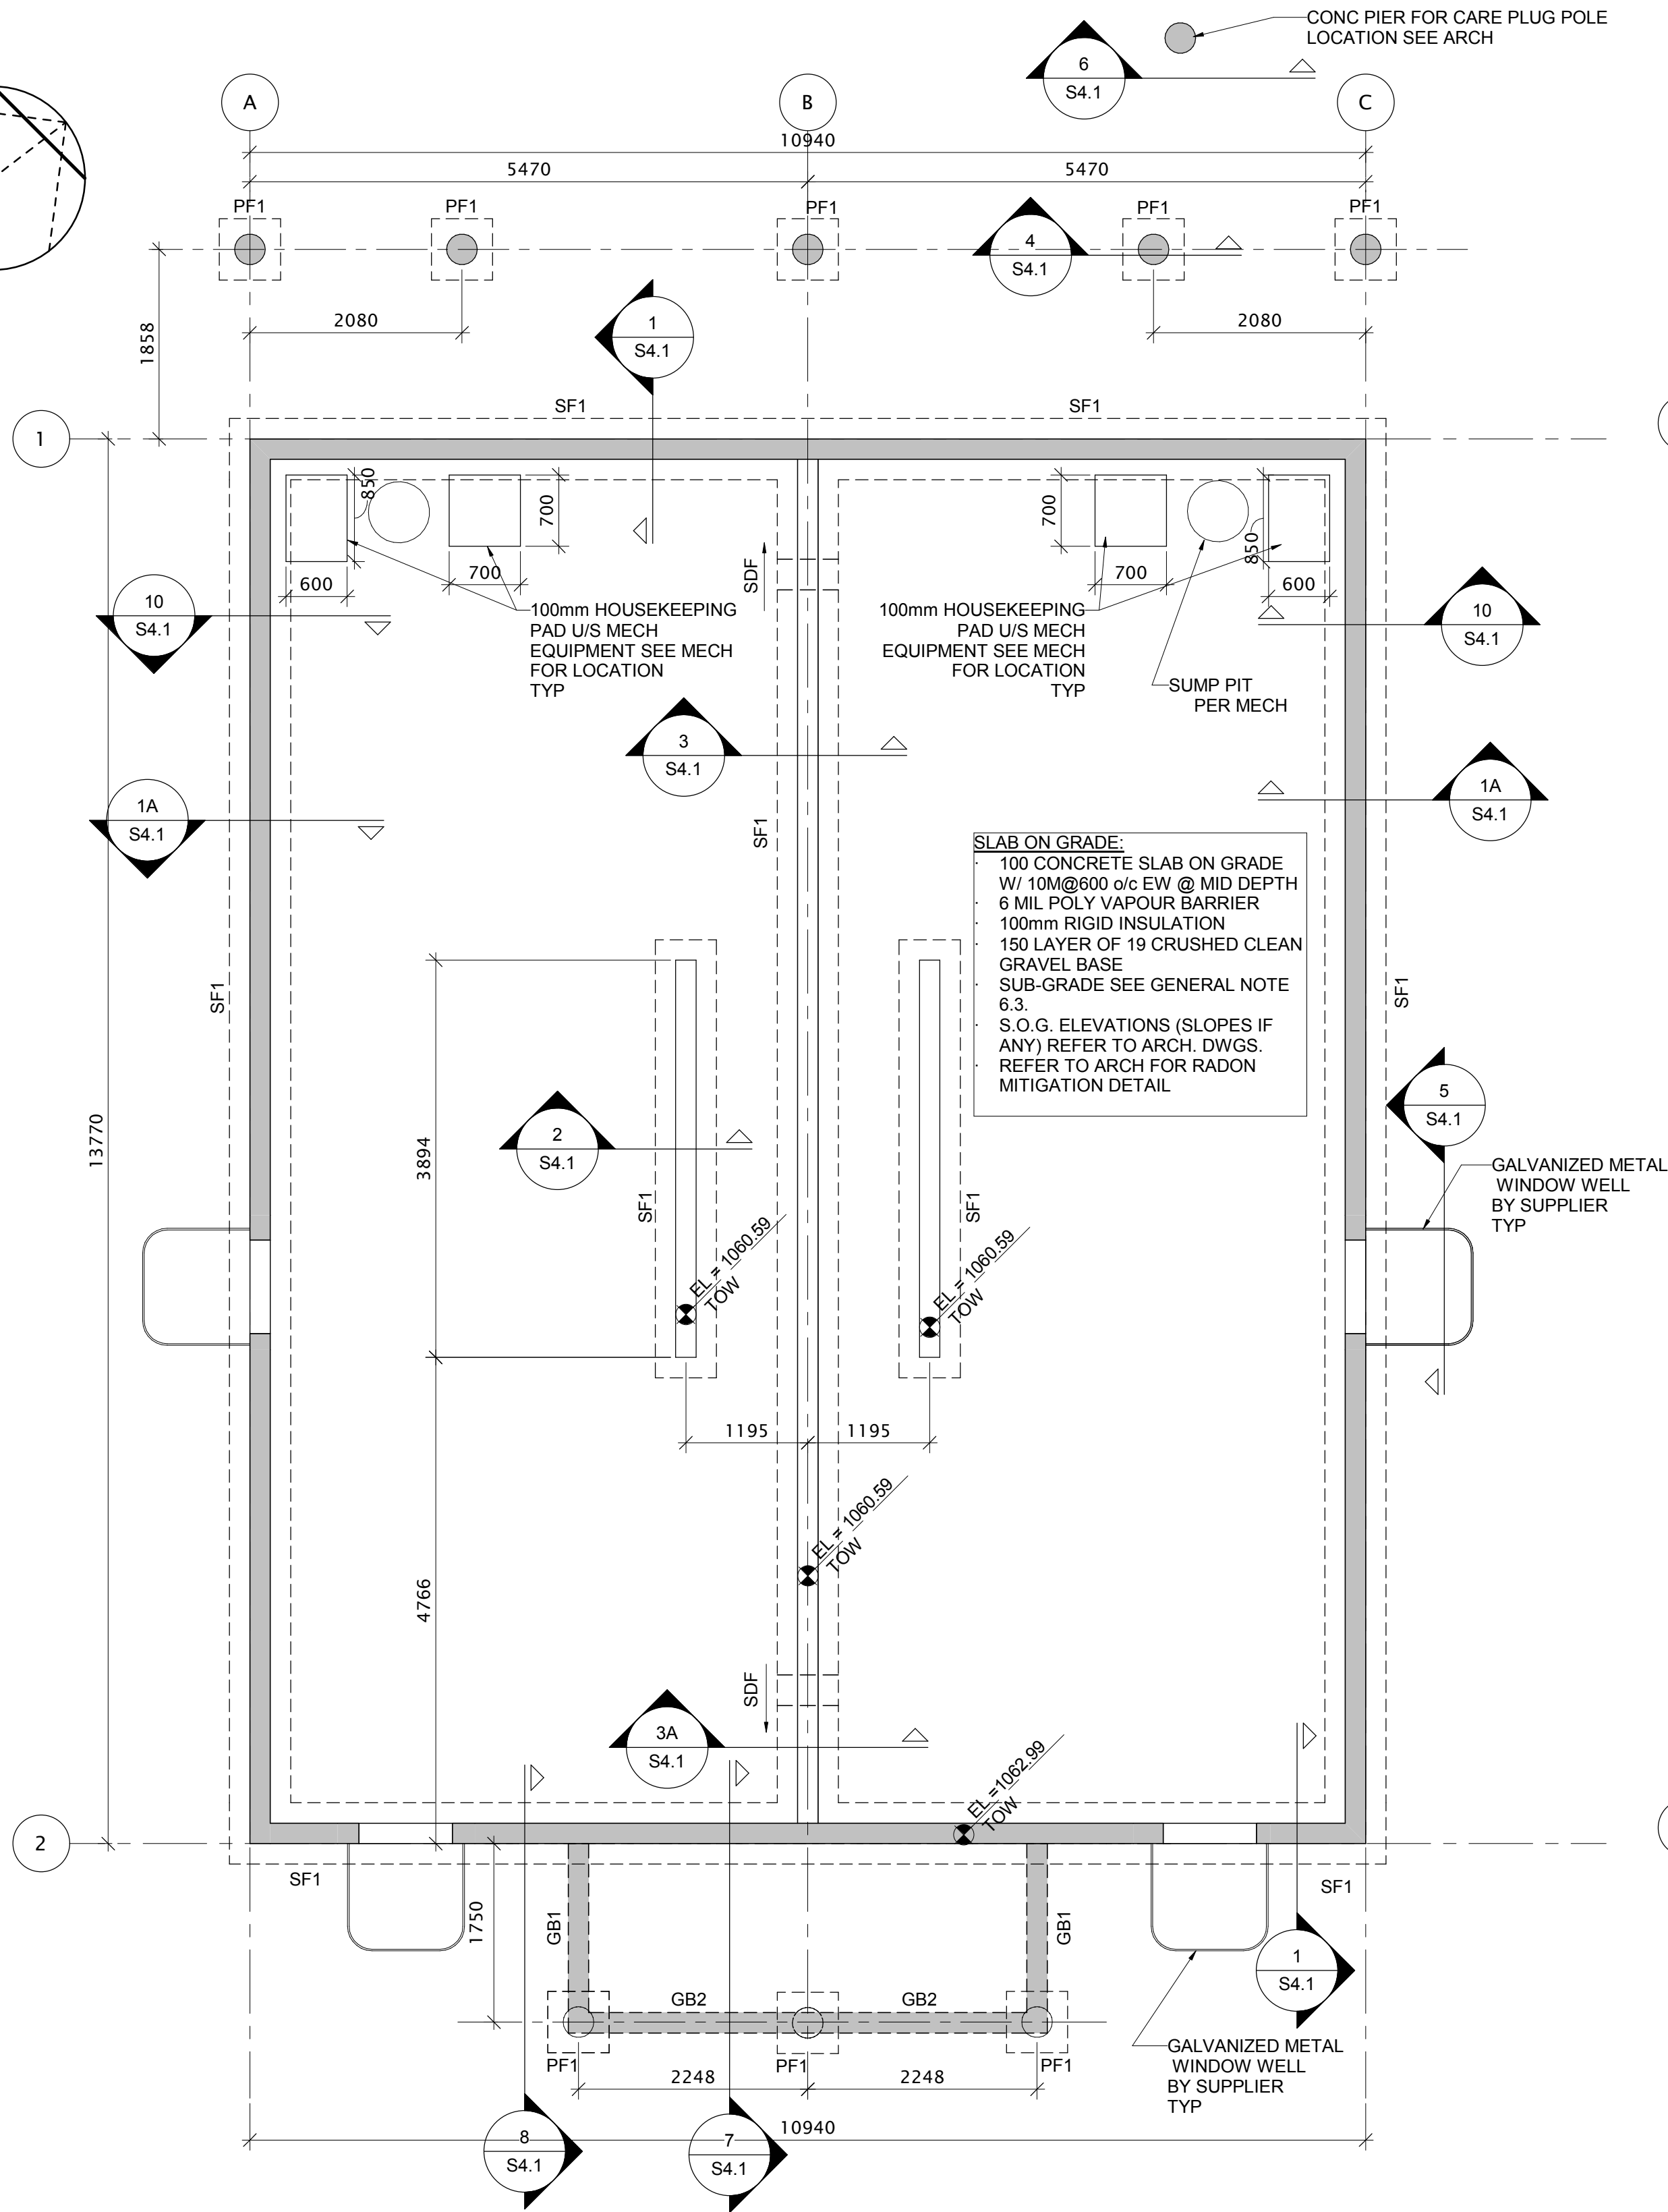 CONC PIER FOR CARE PLUG POLE
LOCATION SEE ARCH
6
S4.1
A
B
C
10940
5470
5470
PF1
PF1
PF1
PF1
PF1
4
S4.1
2080
2080
1858
1
S4.1
SF1
SF1
1
850
700
700
600
SDF
700
700
850
600
10
S4.1
100mm HOUSEKEEPING
PAD U/S MECH
EQUIPMENT SEE MECH
FOR LOCATION
TYP
100mm HOUSEKEEPING
PAD U/S MECH
EQUIPMENT SEE MECH
FOR LOCATION
TYP
10
S4.1
SUMP PIT
PER MECH
3
S4.1
1A
S4.1
1A
S4.1
SF1
SLAB ON GRADE:
· 100 CONCRETE SLAB ON GRADE
W/ 10M@600 o/c EW @ MID DEPTH
· 6 MIL POLY VAPOUR BARRIER
· 100mm RIGID INSULATION
· 150 LAYER OF 19 CRUSHED CLEAN
GRAVEL BASE
· SUB-GRADE SEE GENERAL NOTE
6.3.
· S.O.G. ELEVATIONS (SLOPES IF
ANY) REFER TO ARCH. DWGS.
· REFER TO ARCH FOR RADON
MITIGATION DETAIL
SF1
SF1
13770
3894
2
S4.1
5
S4.1
GALVANIZED METAL
WINDOW WELL
BY SUPPLIER
TYP
SF1
SF1
EL = 1060.59
TOW
EL = 1060.59
TOW
1195
1195
EL = 1060.59
TOW
4766
SDF
3A
S4.1
EL =1062.99
TOW
2
SF1
SF1
1750
GB1
GB1
GB2
GB2
1
S4.1
PF1
PF1
PF1
2248
2248
GALVANIZED METAL
WINDOW WELL
BY SUPPLIER
TYP
10940
8
S4.1
7
S4.1